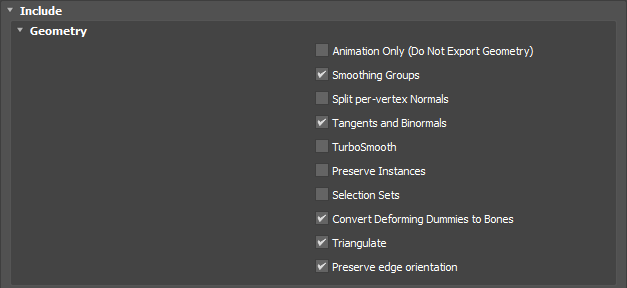 Include
Geometry
Animation Only (Do Not Export Geometry)
Smoothing Groups
Split per-vertex Normals
Tangents and Binormals
TurboSmooth
Preserve Instances
Selection Sets
Convert Deforming Dummies to Bones
Triangulate
Preserve edge orientation